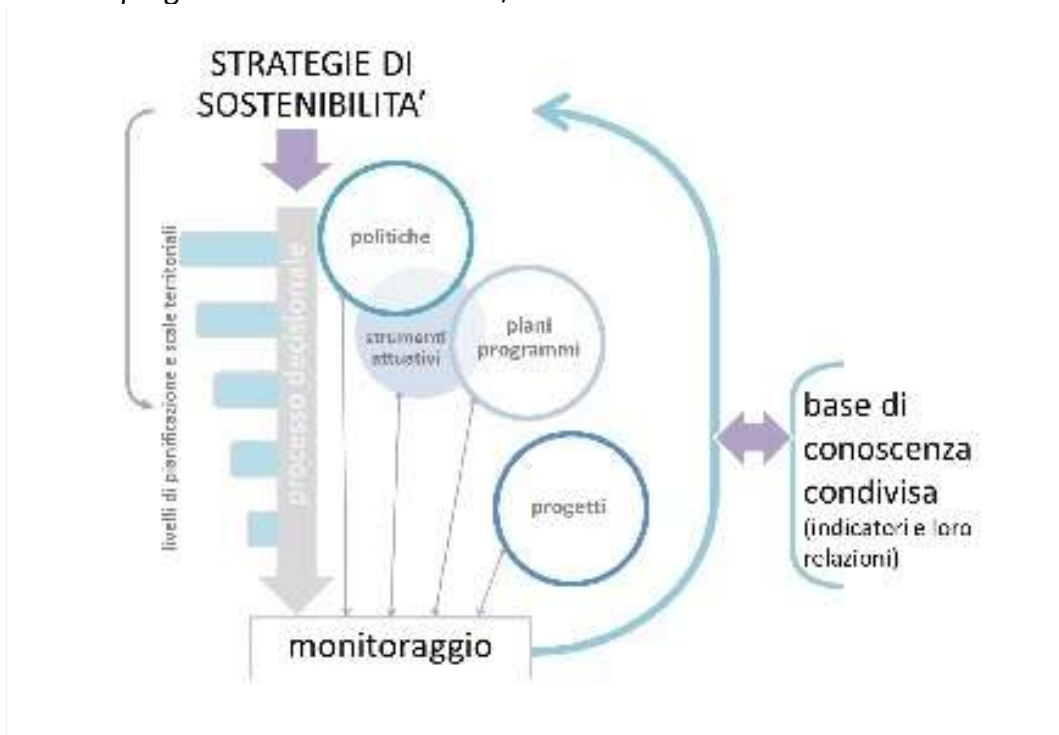 STRATEGIE DI
SOSTENIBILITA’
politiche
strumenti
attuativi
piani
programmi
progetti
livelli di pianificazione e scale territoriali
processo decisionale
monitoraggio
base di
conoscenza
condivisa
(indicatori e loro
relazioni)